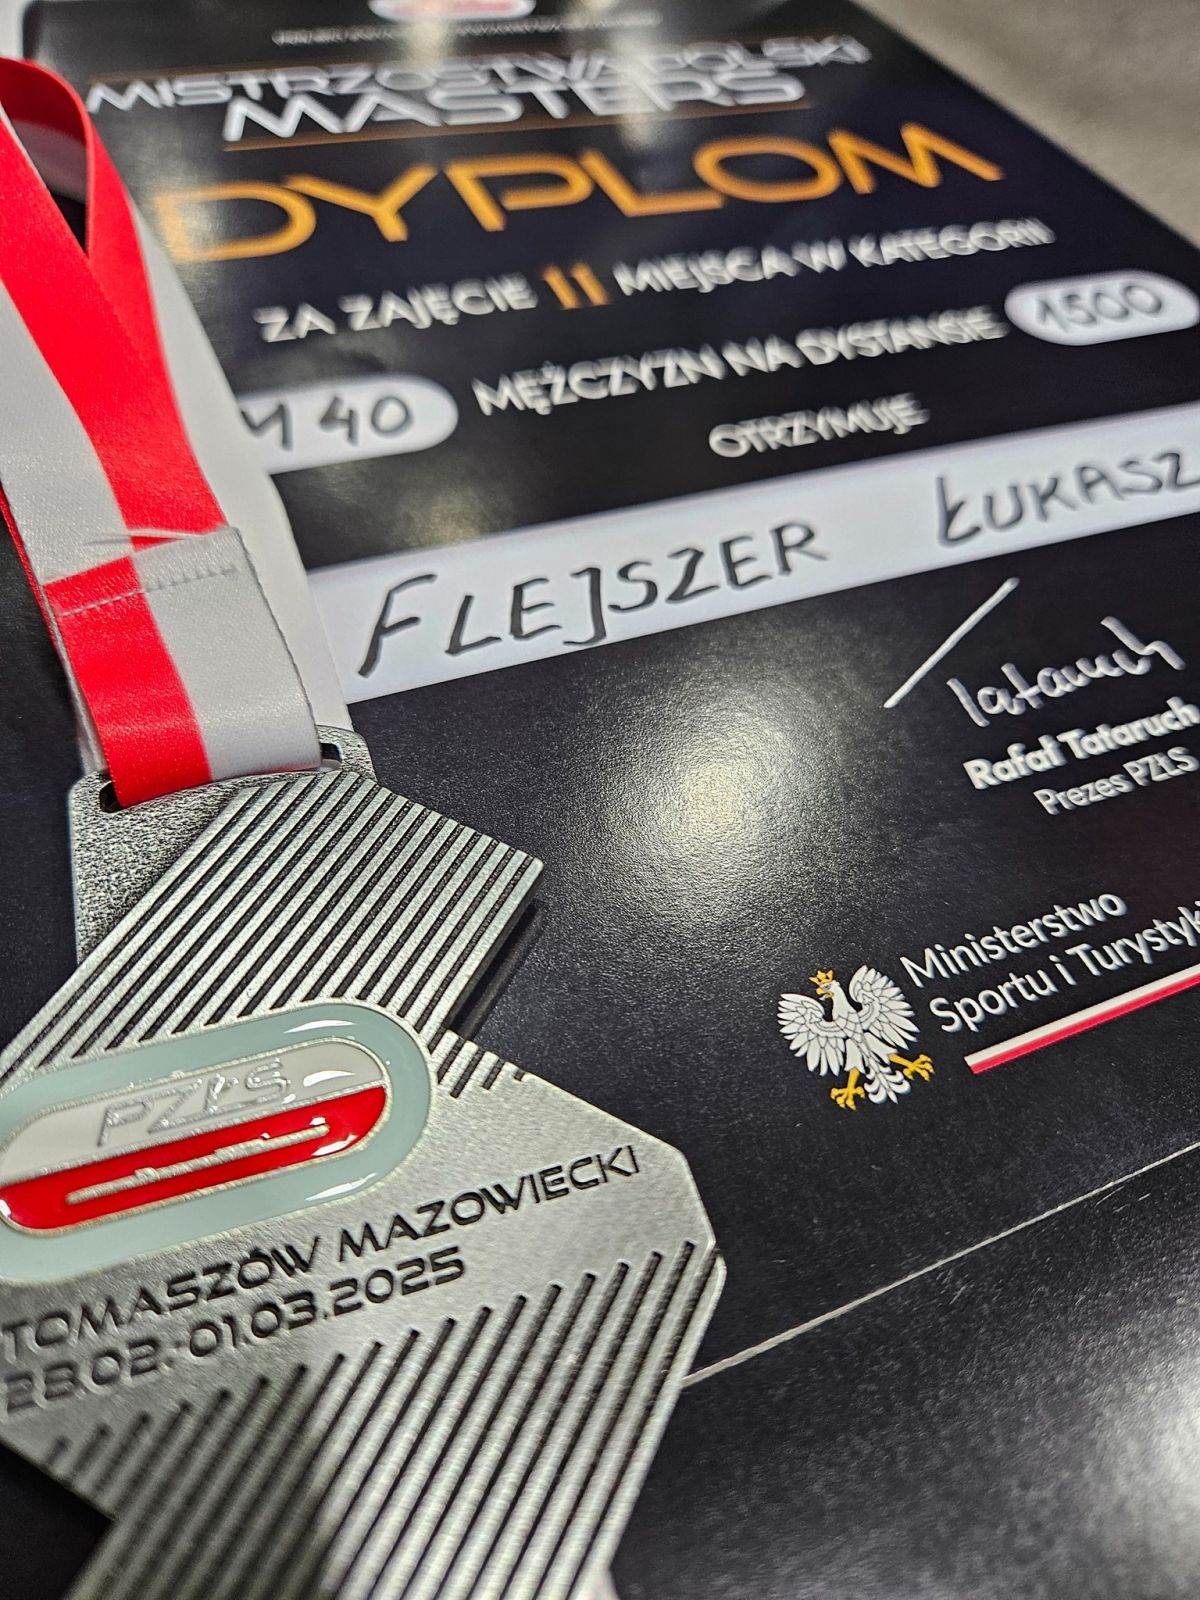 MISTRZOSTWA POLSKI
MASTERS
DYPLOM
ZA ZAJĘCIE II MIEJSCA W KATEGORII
M 40 MĘŻCZYZN NA DYSTANSIE 1500
OTRZYMUJE
FLEJSZER ŁUKASZ
Rafał Tataruch
Prezes PZŁS
Ministerstwo
Sportu i Turystyki
PZŁS
TOMASZÓW MAZOWIECKI
28.02.-01.03.2025